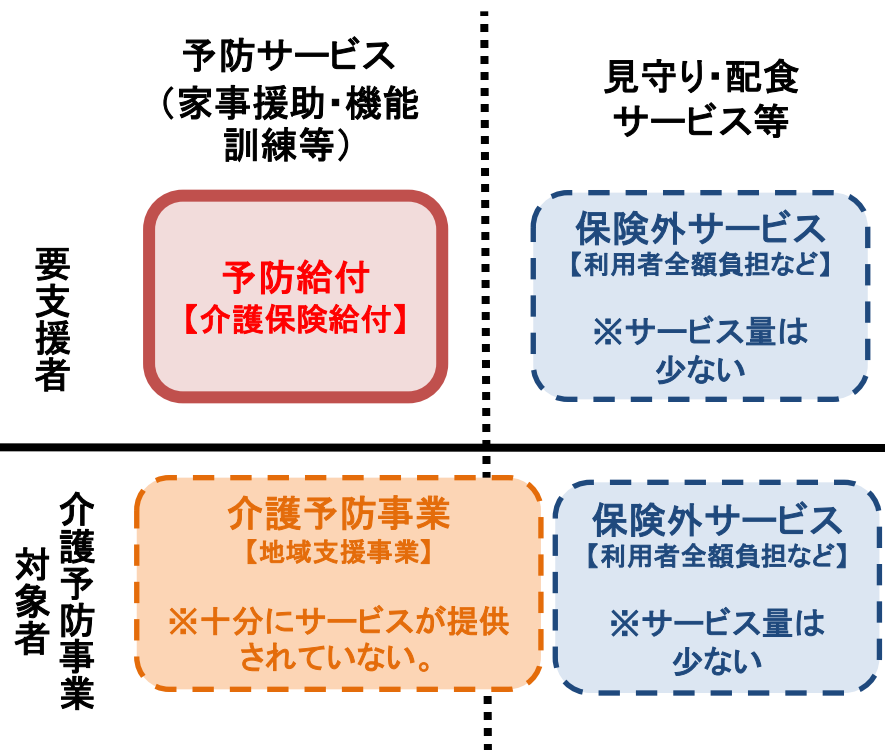 予防サービス
（家事援助・機能
訓練等）
見守り・配食
サービス等
要支援者
予防給付
【介護保険給付】
保険外サービス
【利用者全額負担など】
※サービス量は
少ない
介護予防事業
対象者
介護予防事業
【地域支援事業】
※十分にサービスが提供
されていない。
保険外サービス
【利用者全額負担など】
※サービス量は
少ない